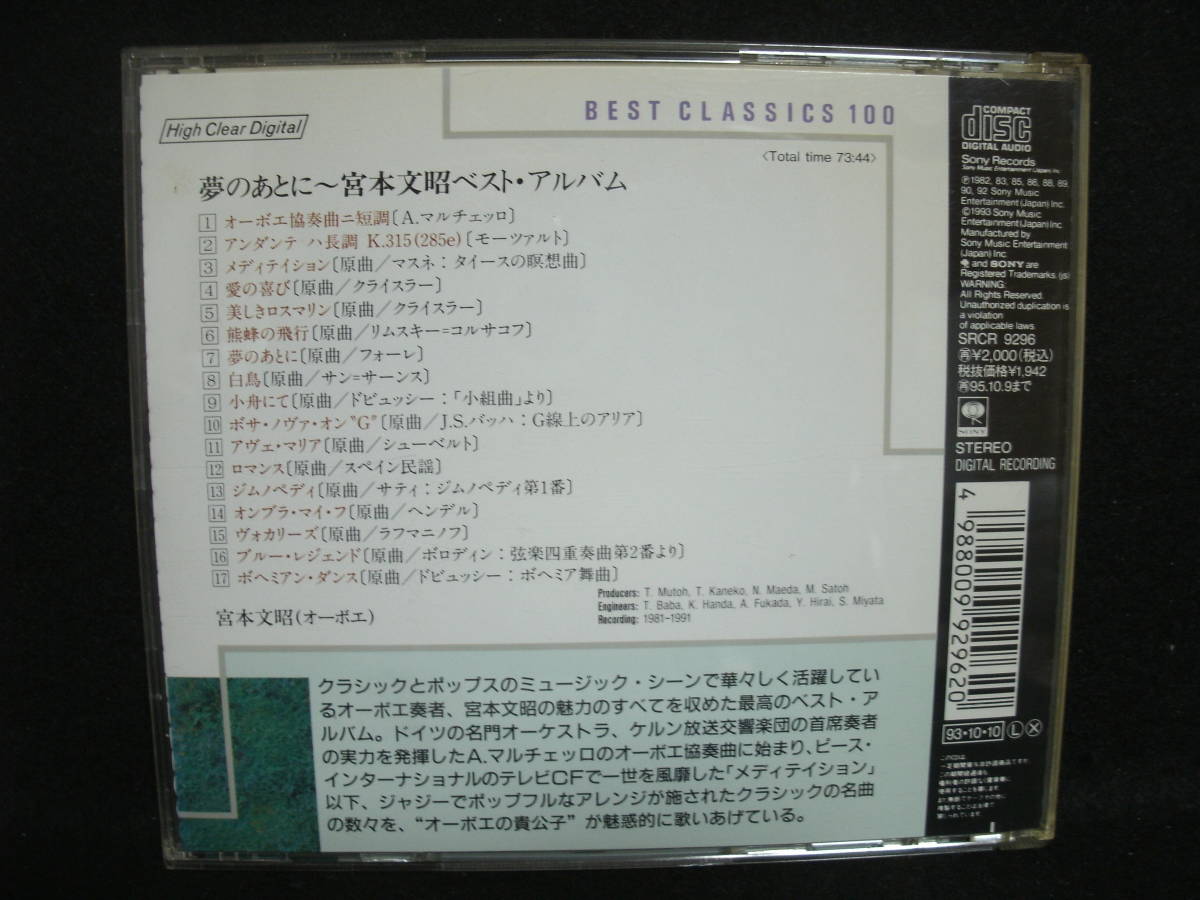 High Clear Digital
BEST CLASSICS 100
〈Total time 73:44〉
夢のあとに〜宮本文昭ベスト・アルバム
1 オーボエ協奏曲ニ短調〔A.マルチェッロ〕
2 アンダンテ ハ長調 K.315(285e)〔モーツァルト〕
3 メディテイション〔原曲/マスネ：タイースの瞑想曲〕
4 愛の喜び〔原曲/クライスラー〕
5 美しきロスマリン〔原曲/クライスラー〕
6 熊蜂の飛行〔原曲/リムスキー=コルサコフ〕
7 夢のあとに〔原曲/フォーレ〕
8 白鳥〔原曲/サン=サーンス〕
9 小舟にて〔原曲/ドビュッシー：「小組曲」より〕
10 ボサ・ノヴァ・オン〝G〞〔原曲/J.S.バッハ：G線上のアリア〕
11 アヴェ・マリア〔原曲/シューベルト〕
12 ロマンス〔原曲/スペイン民謡〕
13 ジムノペディ〔原曲/サティ：ジムノペディ第1番〕
14 オンブラ・マイ・フ〔原曲/ヘンデル〕
15 ヴォカリーズ〔原曲/ラフマニノフ〕
16 ブルー・レジェンド〔原曲/ボロディン：弦楽四重奏曲第2番より〕
17 ボヘミアン・ダンス〔原曲/ドビュッシー：ボヘミア舞曲〕
Producers: T. Mutoh, T. Kaneko, N. Maeda, M. Satoh
Engineers: T. Baba, K. Handa, A. Fukada, Y. Hirai, S. Miyata
Recording: 1981-1991
宮本文昭(オーボエ)
クラシックとポップスのミュージック・シーンで華々しく活躍してい
るオーボエ奏者、宮本文昭の魅力のすべてを収めた最高のベスト・ア
ルバム。ドイツの名門オーケストラ、ケルン放送交響楽団の首席奏者
の実力を発揮したA.マルチェッロのオーボエ協奏曲に始まり、ピース・
インターナショナルのテレビCFで一世を風靡した「メディテイション」
以下、ジャジーでポップフルなアレンジが施されたクラシックの名曲
の数々を、“オーボエの貴公子”が魅惑的に歌いあげている。
COMPACT
disc
DIGITAL AUDIO
Sony Records
Sony Music Entertainment (Japan) Inc.
Ⓟ1982, 83, 85, 86, 88, 89,
90, 92 Sony Music
Entertainment (Japan) Inc.
Ⓒ1993 Sony Music
Entertainment (Japan) Inc.
Manufactured by
Sony Music Entertainment
(Japan) Inc.
and SONY are
Registered Trademarks. (js)
WARNING:
All Rights Reserved.
Unauthorized duplication is
a violation
of applicable laws.
SRCR 9296
再¥2,000(税込)
税抜価格¥1,942
再95.10.9まで
SONY
STEREO
DIGITAL RECORDING
4 988009 929620
93・10・10 Ⓛ Ⓧ